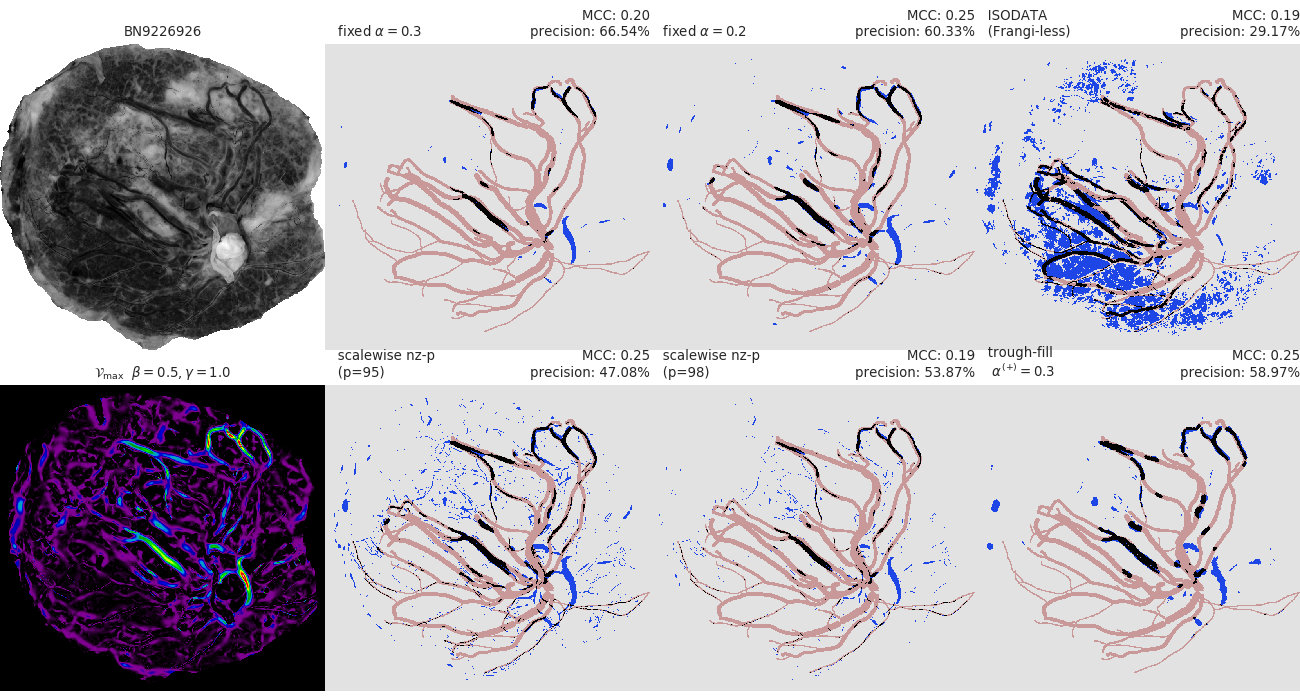 BN9226926
fixed α = 0.3
MCC: 0.20
precision: 66.54%
fixed α = 0.2
MCC: 0.25
precision: 60.33%
ISODATA
(Frangi-less)
MCC: 0.19
precision: 29.17%
𝒱max β = 0.5, γ = 1.0
scalewise nz-p
(p=95)
MCC: 0.25
precision: 47.08%
scalewise nz-p
(p=98)
MCC: 0.19
precision: 53.87%
trough-fill
α(+) = 0.3
MCC: 0.25
precision: 58.97%